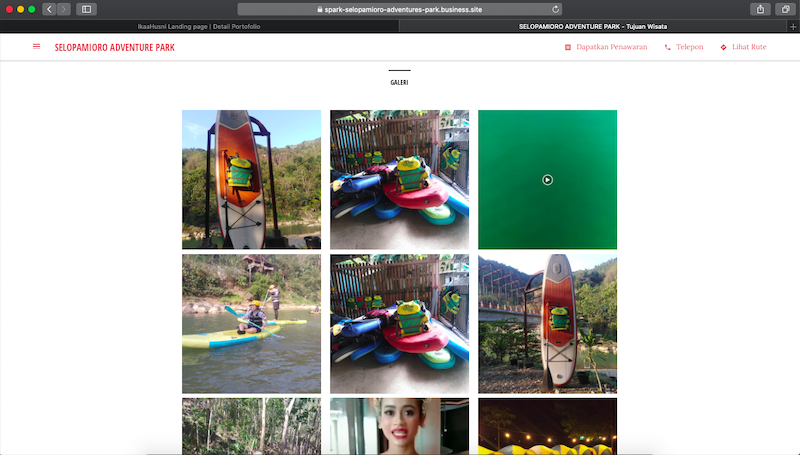 spark-selopamioro-adventures-park.business.site
IkaaHusni Landing page | Detail Portofolio
SELOPAMIORO ADVENTURE PARK - Tujuan Wisata
SELOPAMIORO ADVENTURE PARK
Dapatkan Penawaran
Telepon
Lihat Rute
GALERI